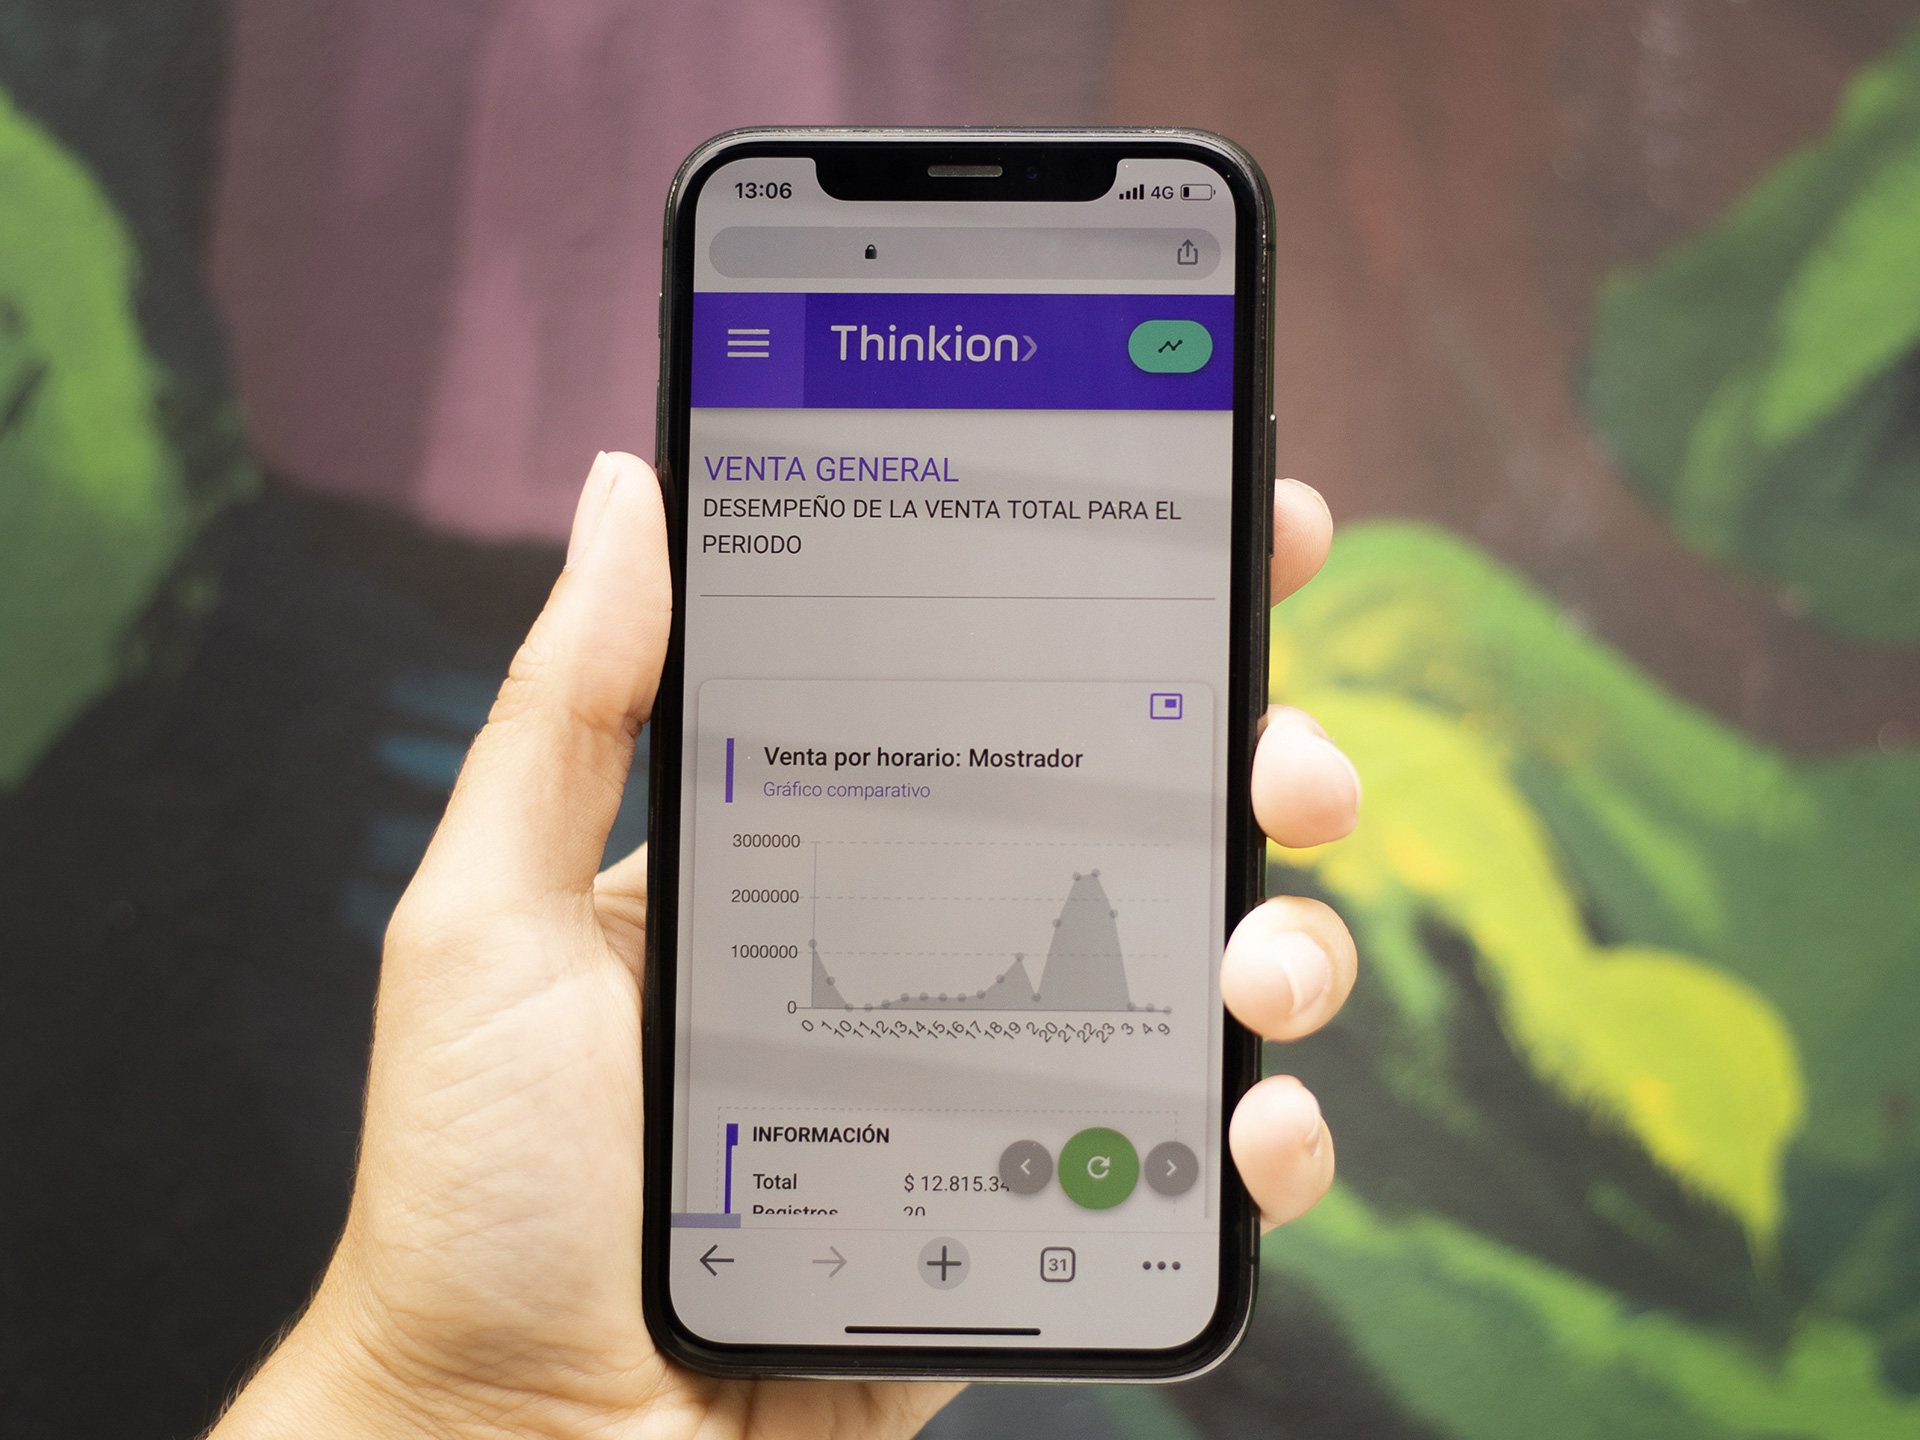 13:06
4G
Thinkion
VENTA GENERAL
DESEMPEÑO DE LA VENTA TOTAL PARA EL
PERIODO
Venta por horario: Mostrador
Gráfico comparativo
3000000
2000000
1000000
0
0 1 10 11 12 13 14 15 16 17 18 19 2 20 21 22 23 3 4 9
INFORMACIÓN
Total $ 12.815.34
Registros 20
31